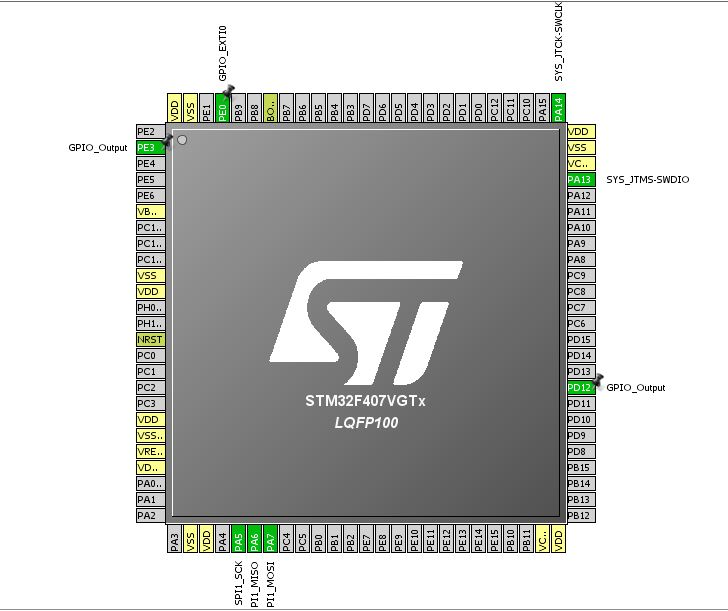 GPIO_EXTI0
SYS_JTCK-SWCLK
VDD
VSS
PE1
PE0
PB9
PB8
BO..
PB7
PB6
PB5
PB4
PB3
PD7
PD6
PD5
PD4
PD3
PD2
PD1
PD0
PC12
PC11
PC10
PA15
PA14
PE2
GPIO_Output
PE3
PE4
PE5
PE6
VB..
PC1..
PC1..
PC1..
VSS
VDD
PH0..
PH1..
NRST
PC0
PC1
PC2
PC3
VDD
VSS..
VRE..
VD..
PA0..
PA1
PA2
STM32F407VGTx
LQFP100
VDD
VSS
VC..
PA13
SYS_JTMS-SWDIO
PA12
PA11
PA10
PA9
PA8
PC9
PC8
PC7
PC6
PD15
PD14
PD13
PD12
GPIO_Output
PD11
PD10
PD9
PD8
PB15
PB14
PB13
PB12
PA3
VSS
VDD
PA4
PA5
PA6
PA7
PC4
PC5
PB0
PB1
PB2
PE7
PE8
PE9
PE10
PE11
PE12
PE13
PE14
PE15
PB10
PB11
VC..
VDD
SPI1_SCK
PI1_MISO
PI1_MOSI